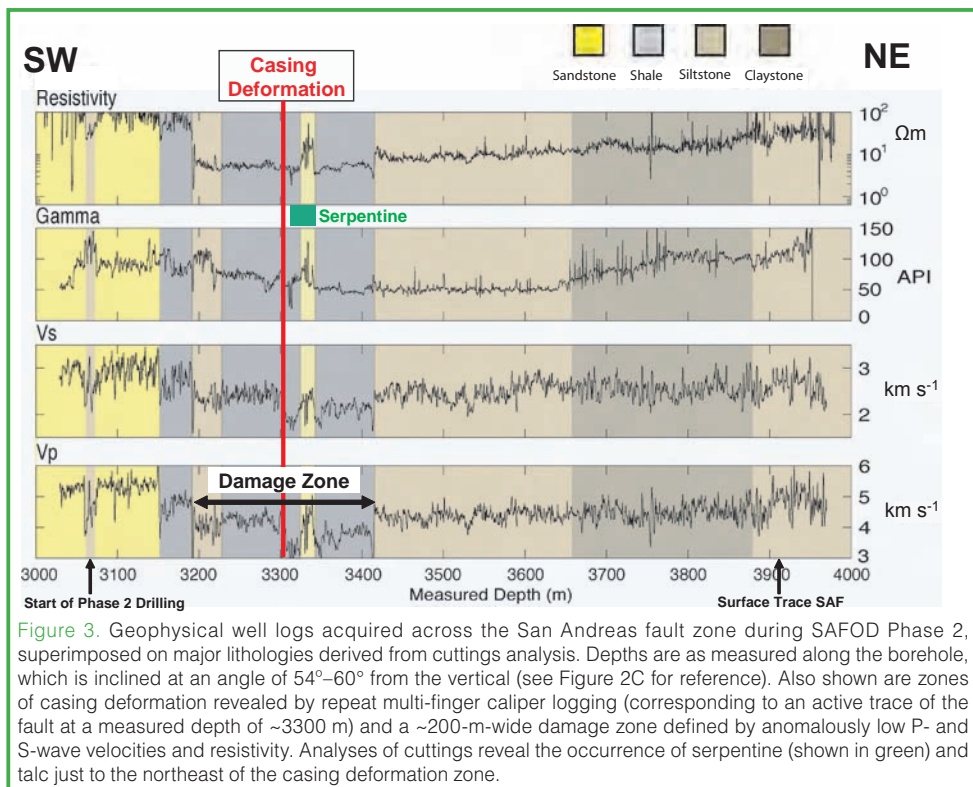 SW
Casing
Deformation
Sandstone
Shale
Siltstone
Claystone
NE
Resistivity
10²
Ωm
10¹
10⁰
Serpentine
Gamma
150
100
API
50
0
Vs
3
km s⁻¹
2
Vp
Damage Zone
6
5
km s⁻¹
4
3
3000 3100 3200 3300 3400 3500 3600 3700 3800 3900 4000
Measured Depth (m)
Start of Phase 2 Drilling
Surface Trace SAF
Figure 3. Geophysical well logs acquired across the San Andreas fault zone during SAFOD Phase 2,
superimposed on major lithologies derived from cuttings analysis. Depths are as measured along the borehole,
which is inclined at an angle of 54°–60° from the vertical (see Figure 2C for reference). Also shown are zones
of casing deformation revealed by repeat multi-finger caliper logging (corresponding to an active trace of the
fault at a measured depth of ~3300 m) and a ~200-m-wide damage zone defined by anomalously low P- and
S-wave velocities and resistivity. Analyses of cuttings reveal the occurrence of serpentine (shown in green) and
talc just to the northeast of the casing deformation zone.